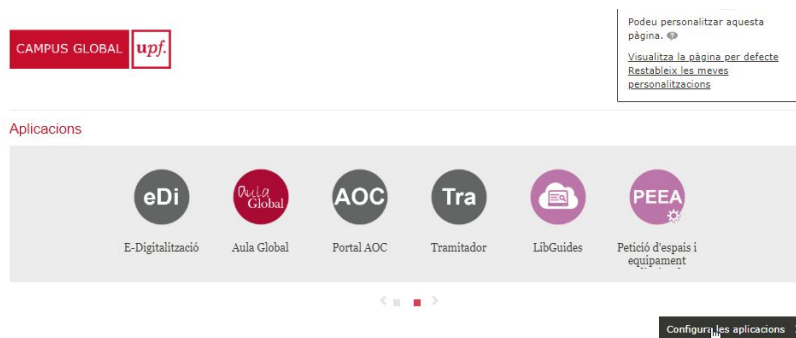 Podeu personalitzar aquesta
pàgina.
Visualitza la pàgina per defecte
Restableix les meves
personalitzacions
CAMPUS GLOBAL upf.
Aplicacions
eDi
Aula Global
AOC
Tra
PEEA
E-Digitalització
Aula Global
Portal AOC
Tramitador
LibGuides
Petició d'espais i
equipament
Configura les aplicacions